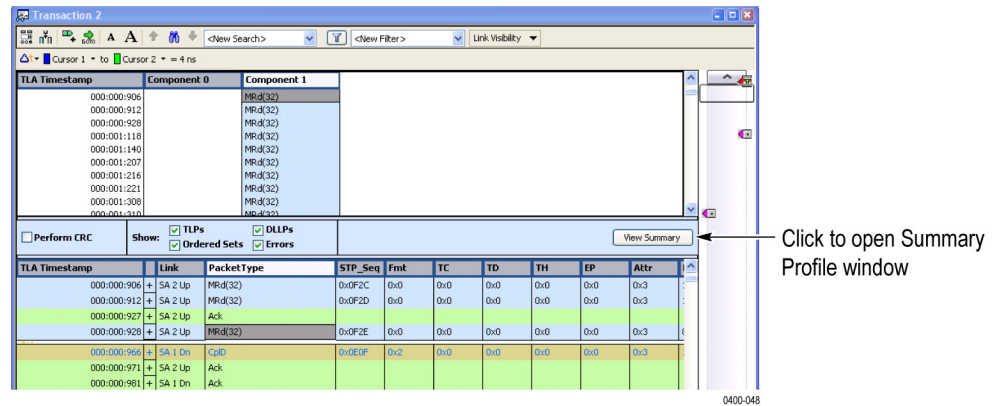 Transaction 2
A A <New Search> <New Filter> Link Visibility
Δt Cursor 1 to Cursor 2 = 4 ns
TLA Timestamp Component 0 Component 1
000:000:906 MRd(32)
000:000:912 MRd(32)
000:000:928 MRd(32)
000:001:118 MRd(32)
000:001:140 MRd(32)
000:001:207 MRd(32)
000:001:216 MRd(32)
000:001:221 MRd(32)
000:001:308 MRd(32)
000:001:310 MRd(32)
Perform CRC Show: TLPs DLLPs
Ordered Sets Errors
View Summary
Click to open Summary
Profile window
TLA Timestamp Link PacketType STP_Seq Fmt TC TD TH EP Attr
000:000:906 + SA 2 Up MRd(32) 0x0F2C 0x0 0x0 0x0 0x0 0x0 0x3
000:000:912 + SA 2 Up MRd(32) 0x0F2D 0x0 0x0 0x0 0x0 0x0 0x3
000:000:927 + SA 2 Up Ack
000:000:928 + SA 2 Up MRd(32) 0x0F2E 0x0 0x0 0x0 0x0 0x0 0x3
000:000:966 + SA 1 Dn CplD 0x0E0F 0x2 0x0 0x0 0x0 0x0 0x3
000:000:971 + SA 2 Up Ack
000:000:981 + SA 1 Dn Ack
0400-048